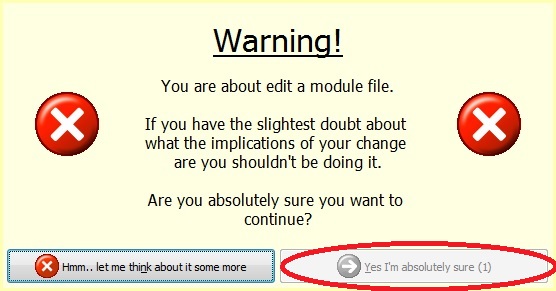 Warning!
You are about edit a module file.
If you have the slightest doubt about
what the implications of your change
are you shouldn't be doing it.
Are you absolutely sure you want to
continue?
Hmm.. let me think about it some more
Yes I'm absolutely sure (1)